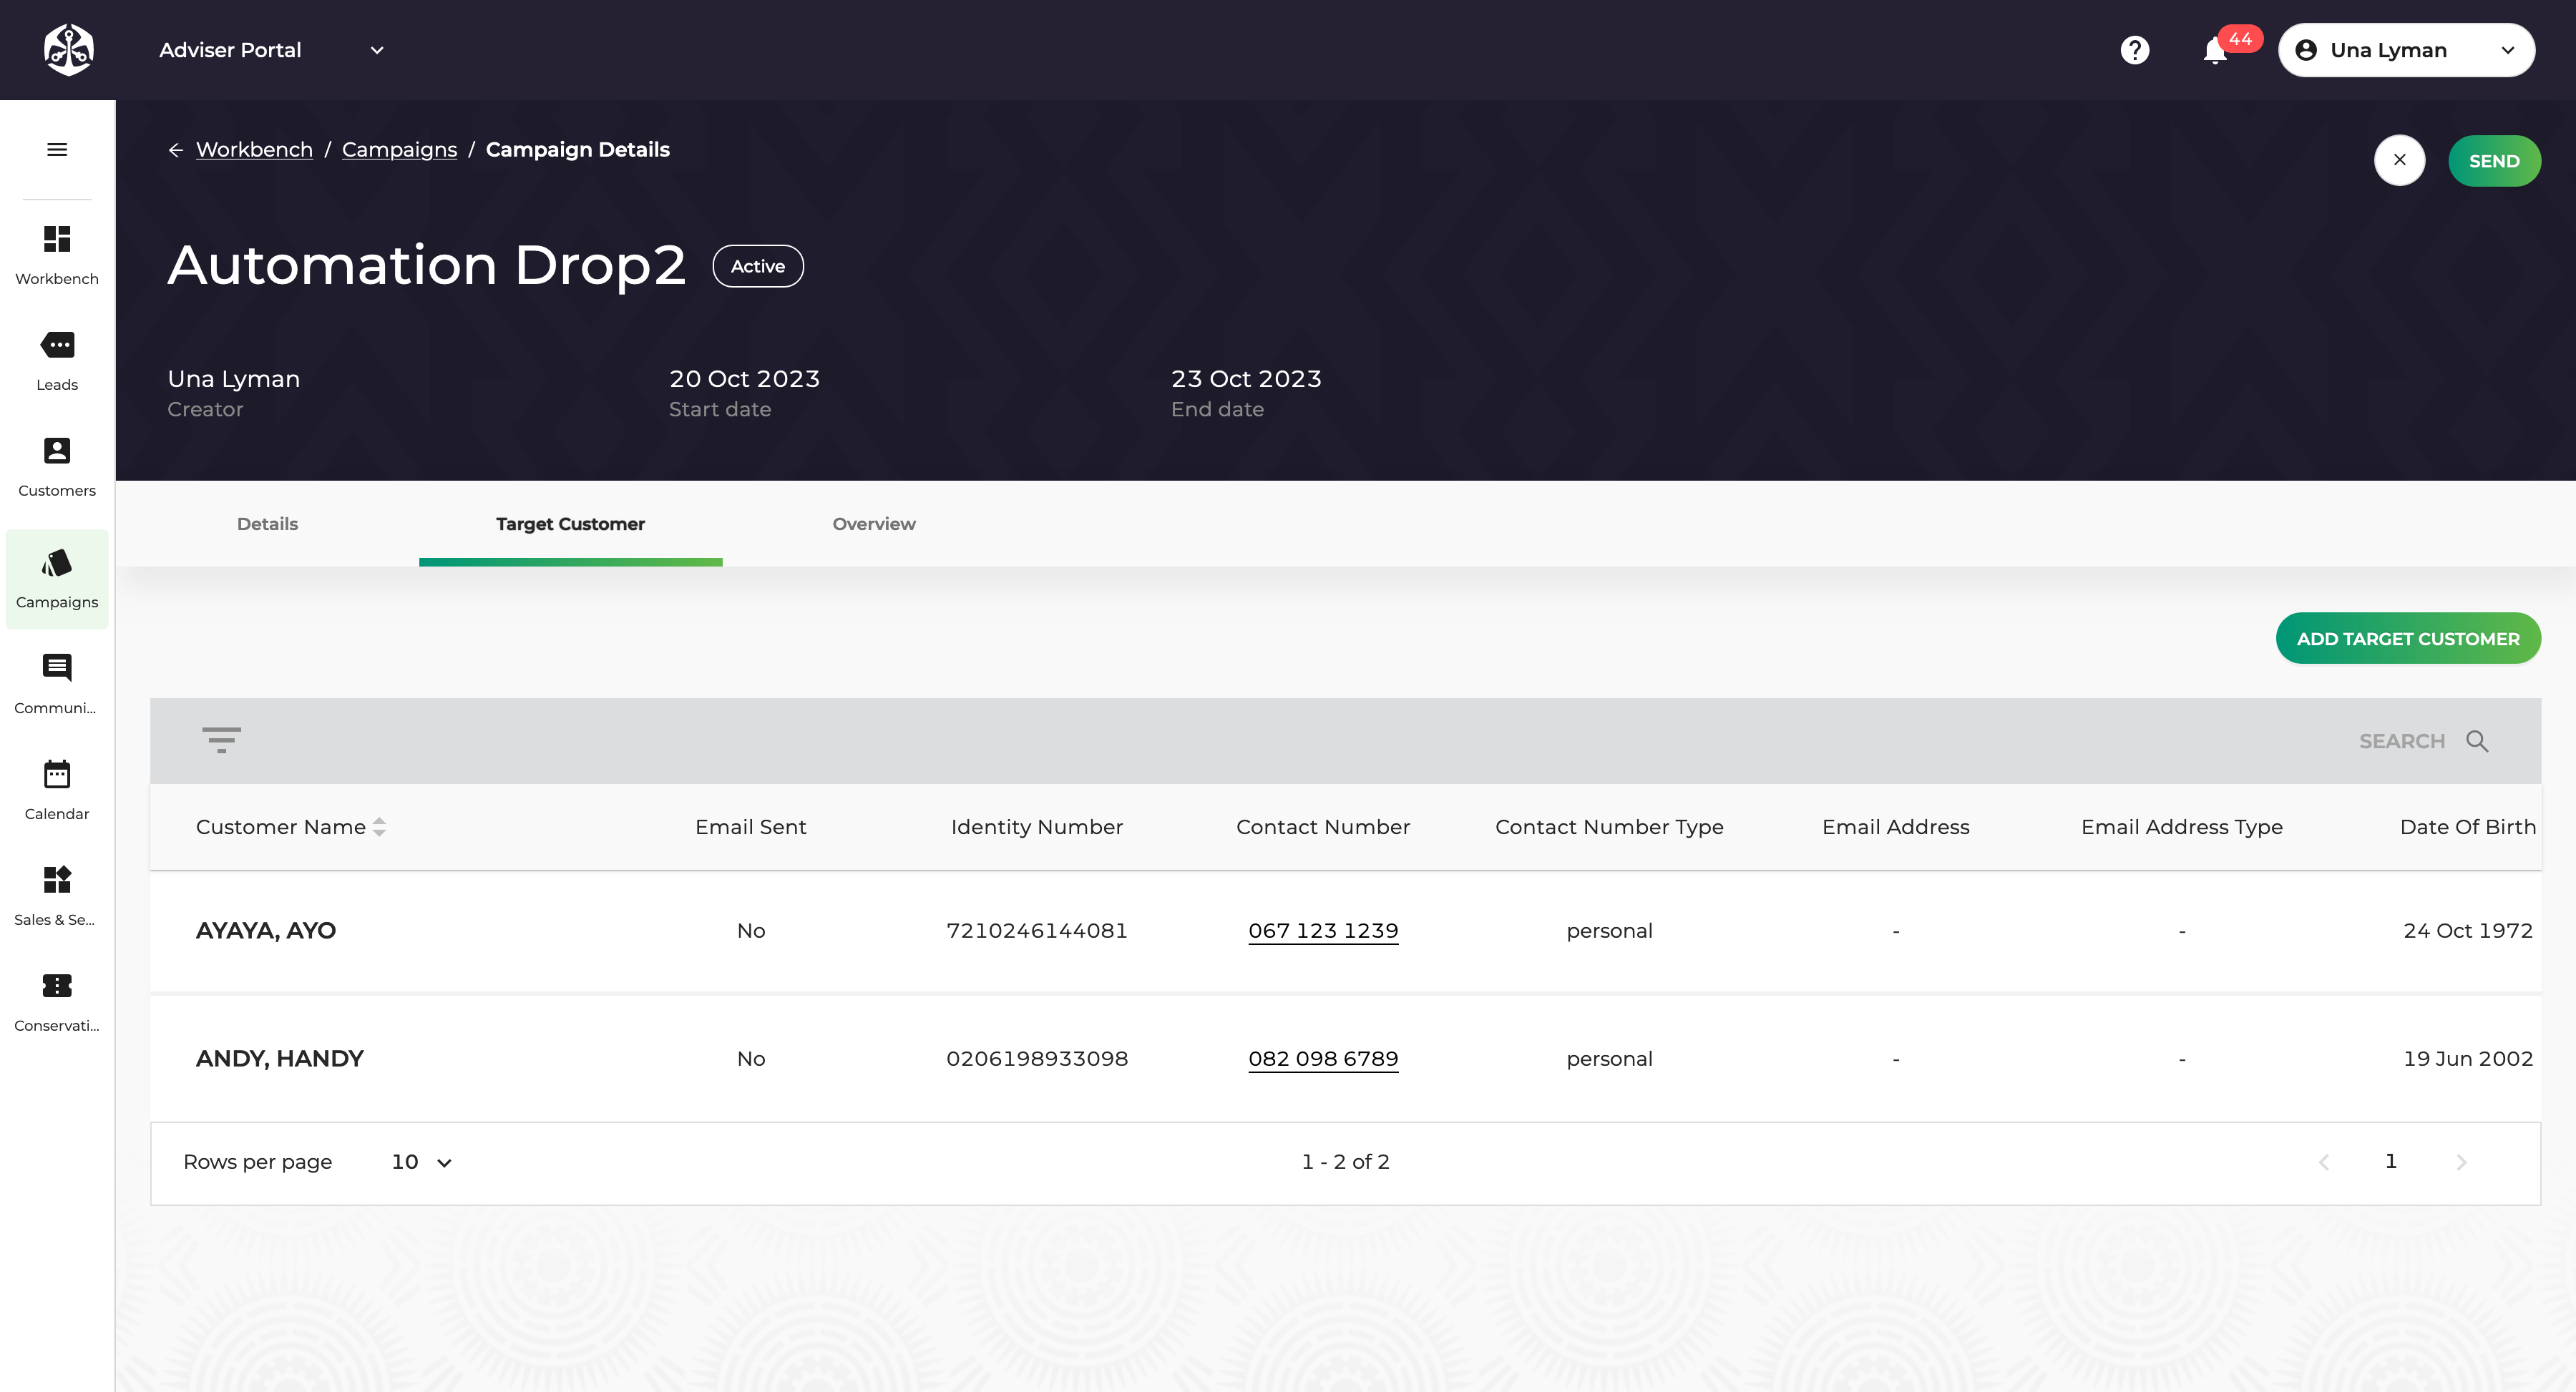 Adviser Portal
44
Una Lyman
Workbench / Campaigns / Campaign Details
SEND
Automation Drop2
Active
Una Lyman
Creator
20 Oct 2023
Start date
23 Oct 2023
End date
Workbench
Leads
Customers
Campaigns
Communi...
Calendar
Sales & Se...
Conservati...
Details
Target Customer
Overview
ADD TARGET CUSTOMER
SEARCH
Customer Name Email Sent Identity Number Contact Number Contact Number Type Email Address Email Address Type Date Of Birth
AYAYA, AYO No 7210246144081 067 123 1239 personal - - 24 Oct 1972
ANDY, HANDY No 0206198933098 082 098 6789 personal - - 19 Jun 2002
Rows per page 10 1 - 2 of 2 1